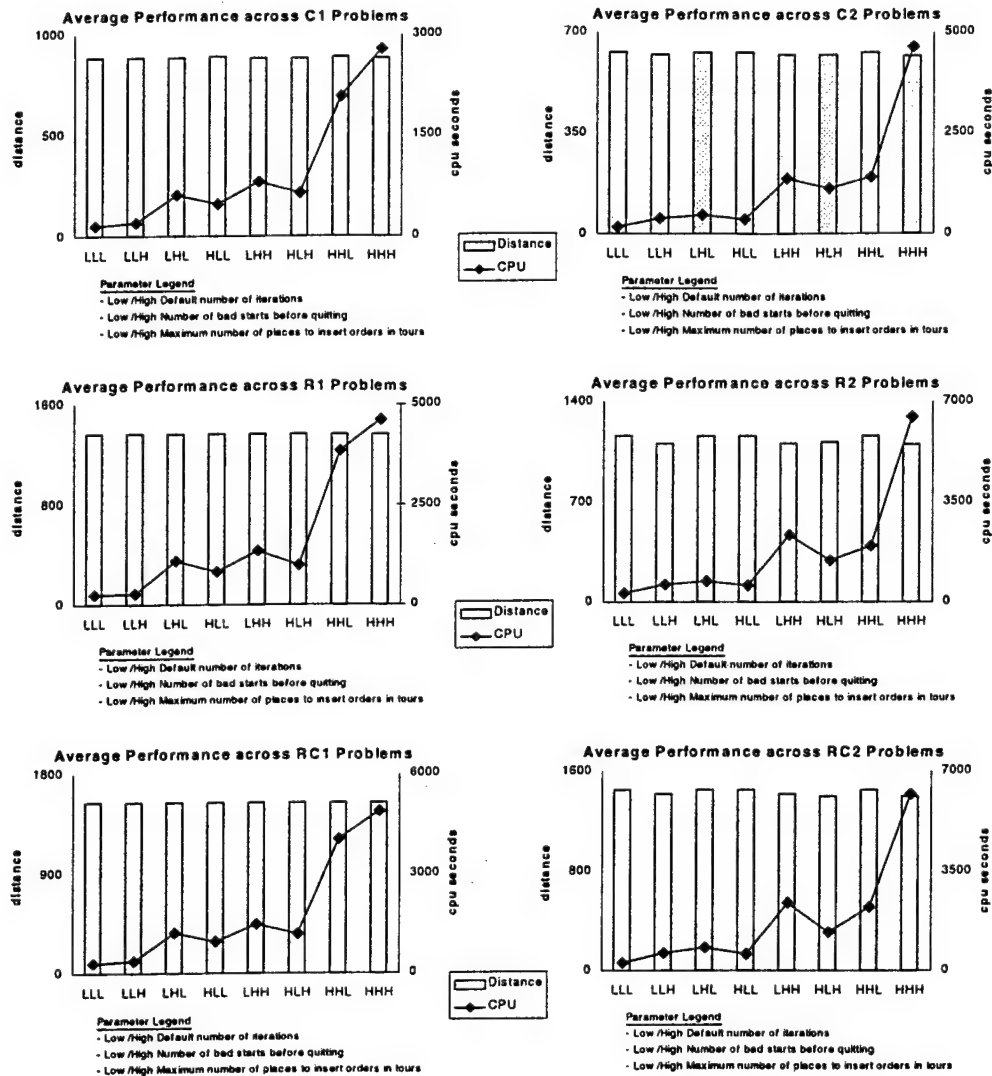 Average Performance across C1 Problems
1000
500
0
distance
3000
1500
0
cpu seconds
LLL LLH LHL HLL LHH HLH HHL HHH
Parameter Legend
- Low /High Default number of iterations
- Low /High Number of bad starts before quitting
- Low /High Maximum number of places to insert orders in tours
Distance
CPU
Average Performance across C2 Problems
700
350
0
distance
5000
2500
0
cpu seconds
LLL LLH LHL HLL LHH HLH HHL HHH
Parameter Legend
- Low /High Default number of iterations
- Low /High Number of bad starts before quitting
- Low /High Maximum number of places to insert orders in tours
Average Performance across R1 Problems
1600
800
0
distance
5000
2500
0
cpu seconds
LLL LLH LHL HLL LHH HLH HHL HHH
Parameter Legend
- Low /High Default number of iterations
- Low /High Number of bad starts before quitting
- Low /High Maximum number of places to insert orders in tours
Distance
CPU
Average Performance across R2 Problems
1400
700
0
distance
7000
3500
0
cpu seconds
LLL LLH LHL HLL LHH HLH HHL HHH
Parameter Legend
- Low /High Default number of iterations
- Low /High Number of bad starts before quitting
- Low /High Maximum number of places to insert orders in tours
Average Performance across RC1 Problems
1800
900
0
distance
6000
3000
0
cpu seconds
LLL LLH LHL HLL LHH HLH HHL HHH
Parameter Legend
- Low /High Default number of iterations
- Low /High Number of bad starts before quitting
- Low /High Maximum number of places to insert orders in tours
Distance
CPU
Average Performance across RC2 Problems
1600
800
0
distance
7000
3500
0
cpu seconds
LLL LLH LHL HLL LHH HLH HHL HHH
Parameter Legend
- Low /High Default number of iterations
- Low /High Number of bad starts before quitting
- Low /High Maximum number of places to insert orders in tours